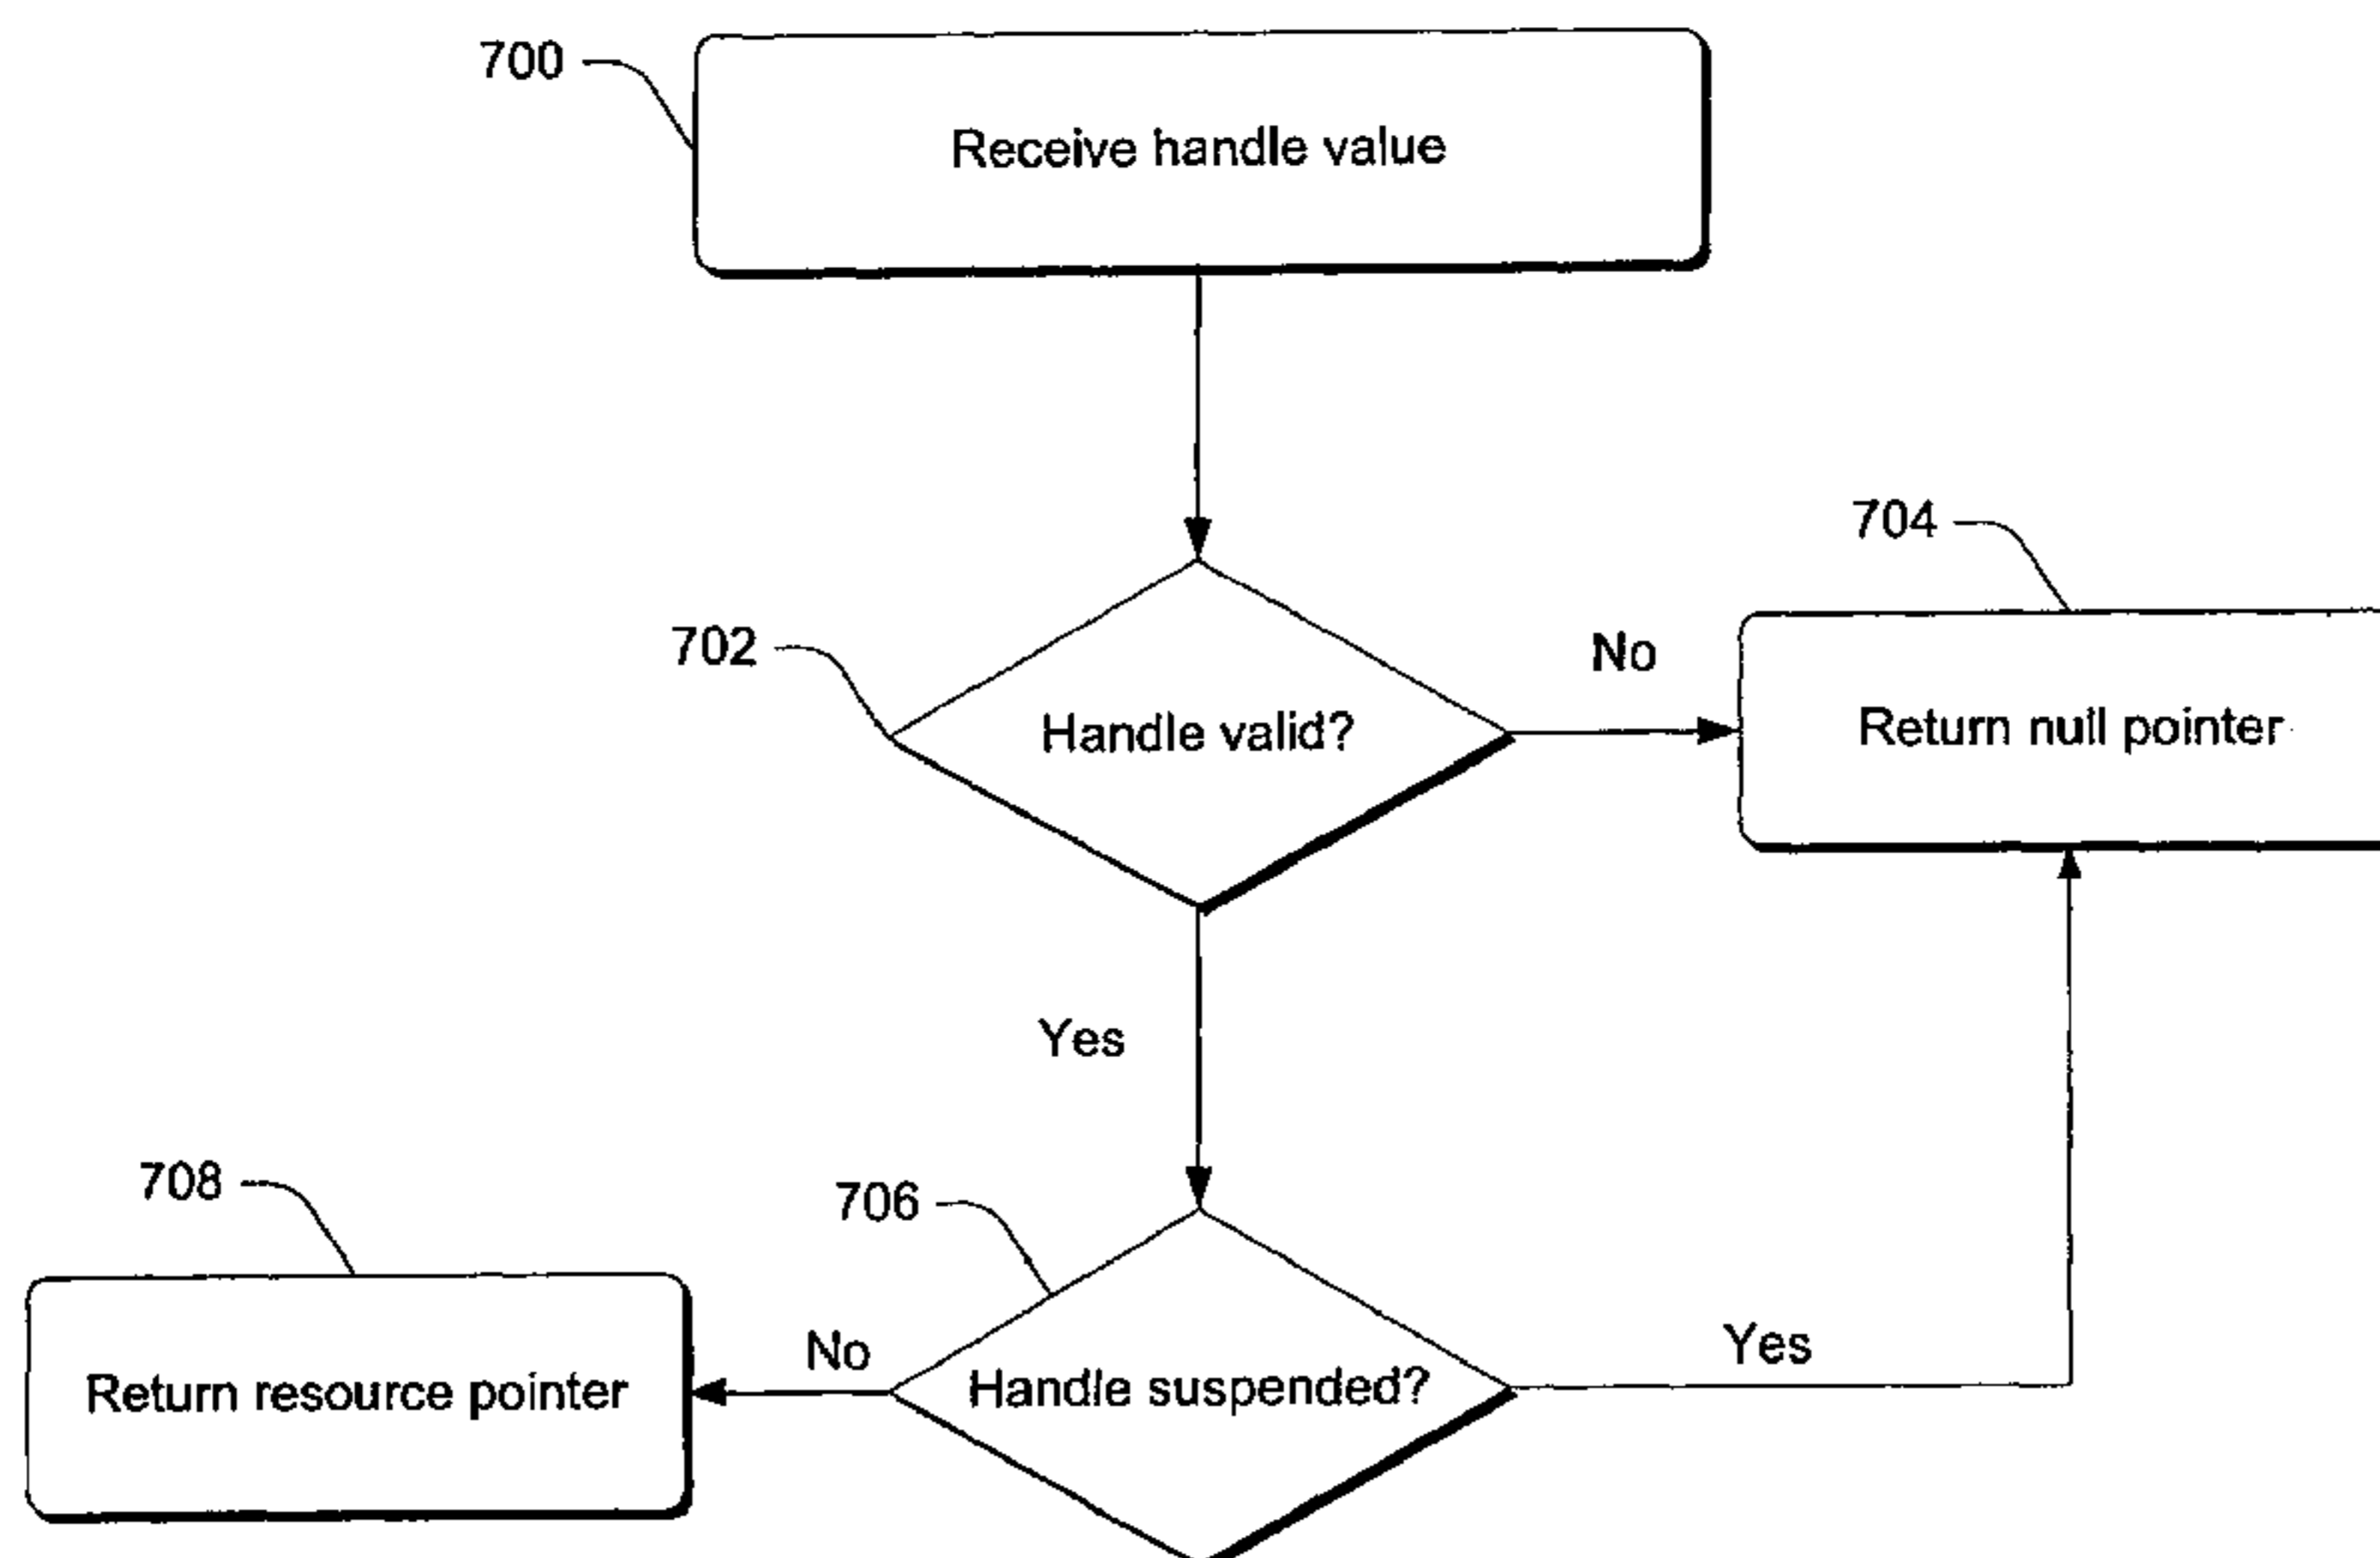 700
Receive handle value
704
702
No
Handle valid?
Return null pointer
Yes
708
706
No
Yes
Return resource pointer
Handle suspended?